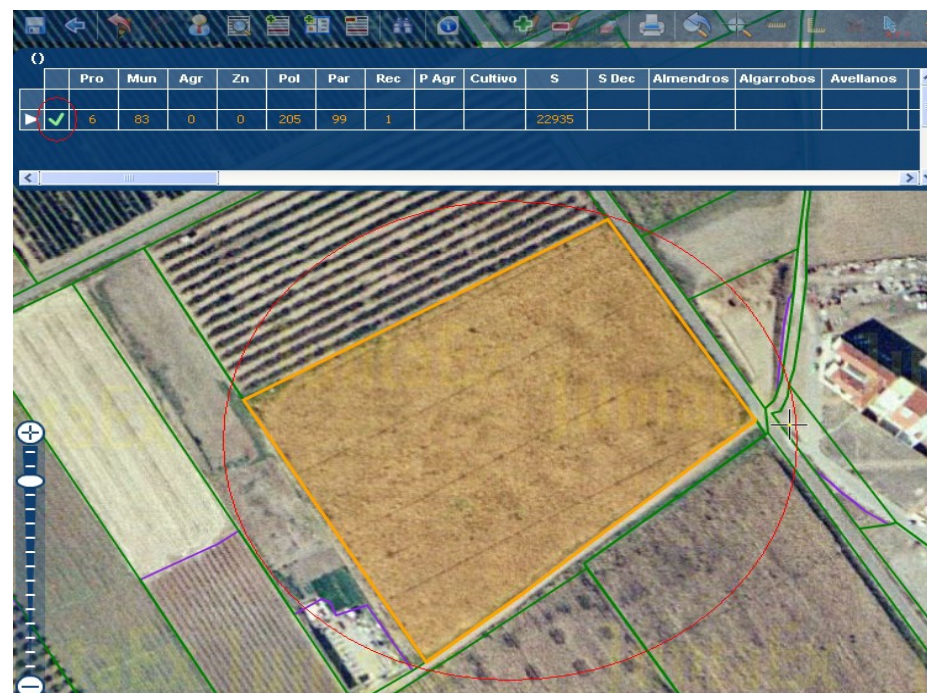 ()
Pro Mun Agr Zn Pol Par Rec P Agr Cultivo S S Dec Almendros Algarrobos Avellanos
6 83 0 0 205 99 1 22935